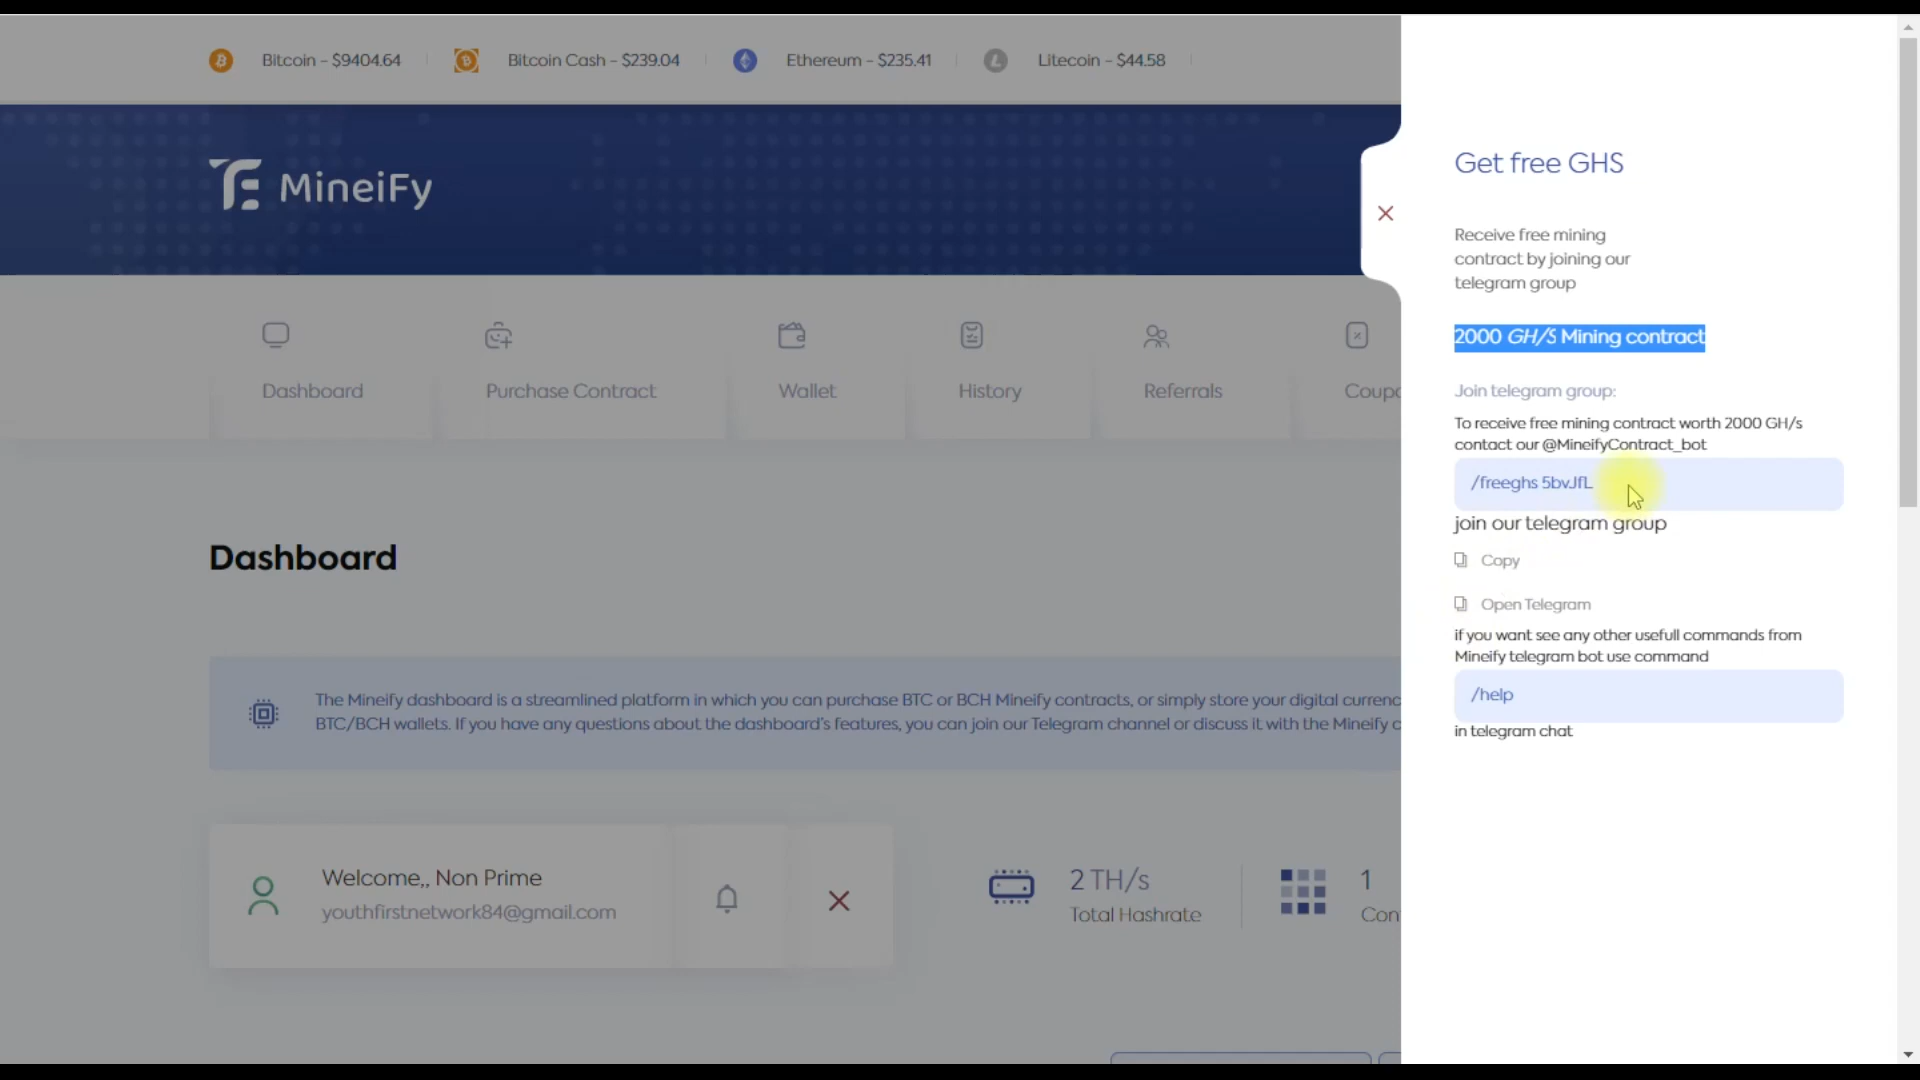 Bitcoin - $9404.64
Bitcoin Cash - $239.04
Ethereum - $235.41
Litecoin - $44.58
MineiFy
Dashboard
Purchase Contract
Wallet
History
Referrals
Coupo
Dashboard
The Mineify dashboard is a streamlined platform in which you can purchase BTC or BCH Mineify contracts, or simply store your digital currenc
BTC/BCH wallets. If you have any questions about the dashboard's features, you can join our Telegram channel or discuss it with the Mineify c
Welcome,, Non Prime
youthfirstnetwork84@gmail.com
2 TH/s
Total Hashrate
1
Con
Get free GHS
Receive free mining
contract by joining our
telegram group
2000 GH/S Mining contract
Join telegram group:
To receive free mining contract worth 2000 GH/s
contact our @MineifyContract_bot
/freeghs 5bvJfL
join our telegram group
Copy
Open Telegram
if you want see any other usefull commands from
Mineify telegram bot use command
/help
in telegram chat